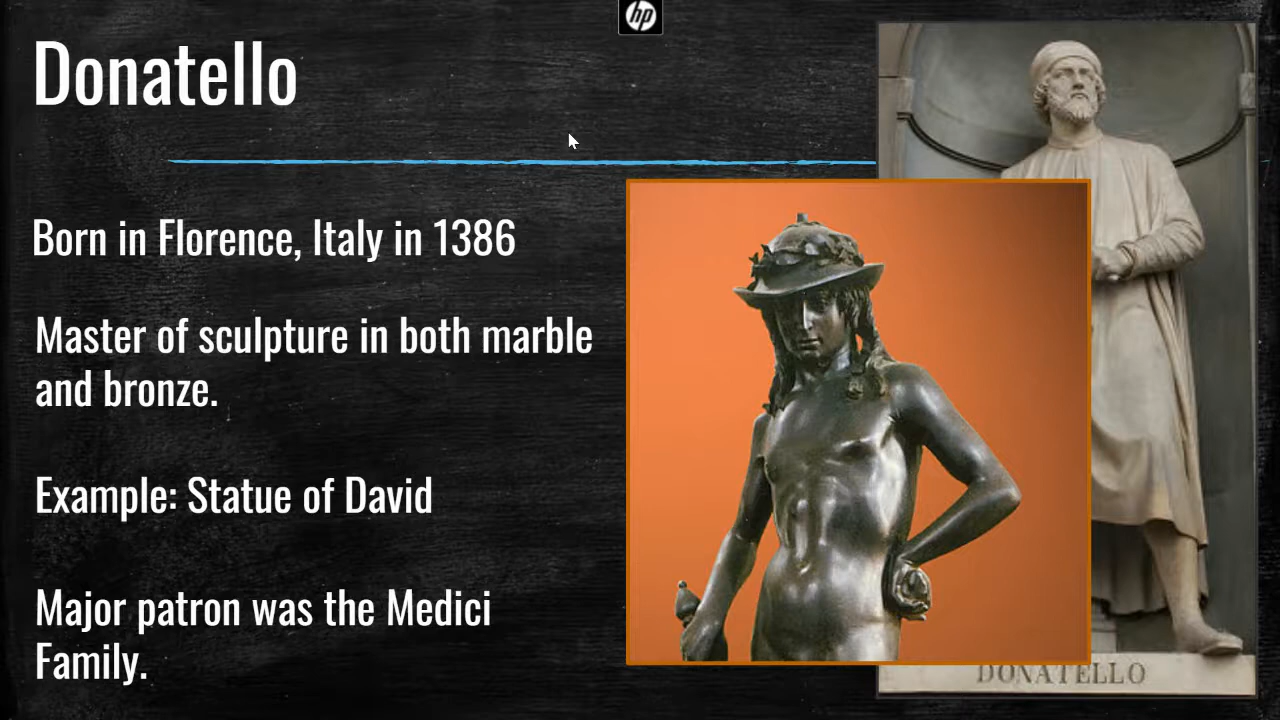 hp
Donatello
Born in Florence, Italy in 1386
Master of sculpture in both marble
and bronze.
Example: Statue of David
Major patron was the Medici
Family.
DONATELLO